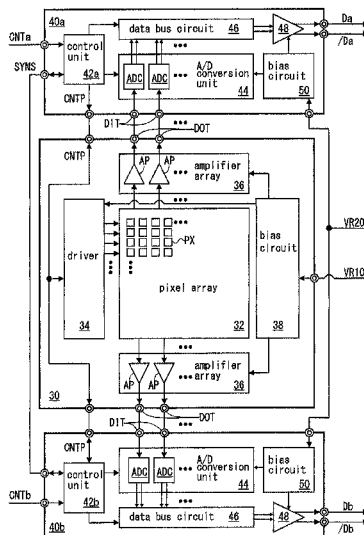 40a
data bus circuit 46
48
Da
/Da
CNTa
control unit
42a
SYNS
ADC ADC ••• A/D conversion unit
44
bias circuit
50
CNTP
DIT
DOT
CNTP
AP AP ••• amplifier array
36
driver
34
PX
pixel array
32
bias circuit
38
VR20
VR10
AP AP ••• amplifier array
36
30
DIT
DOT
CNTP
control unit
42b
ADC ADC ••• A/D conversion unit
44
bias circuit
50
CNTb
data bus circuit 46
48
Db
/Db
40b